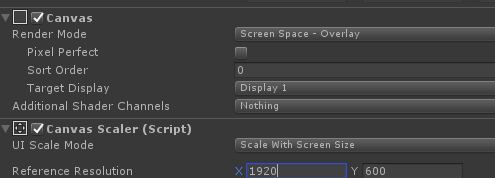 Canvas
Render Mode Screen Space - Overlay
Pixel Perfect
Sort Order 0
Target Display Display 1
Additional Shader Channels Nothing
Canvas Scaler (Script)
UI Scale Mode Scale With Screen Size
Reference Resolution X 1920 Y 600